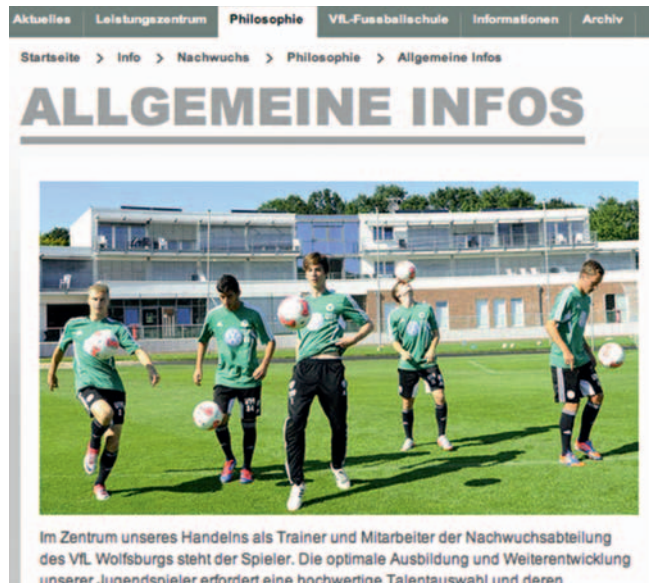 Aktuelles Leistungszentrum Philosophie VfL-Fussballschule Informationen Archiv
Startseite > Info > Nachwuchs > Philosophie > Allgemeine Infos
ALLGEMEINE INFOS
Im Zentrum unseres Handelns als Trainer und Mitarbeiter der Nachwuchsabteilung
des VfL Wolfsburgs steht der Spieler. Die optimale Ausbildung und Weiterentwicklung
unserer Jugendspieler erfordert eine hochwertige Talentauswahl und deren